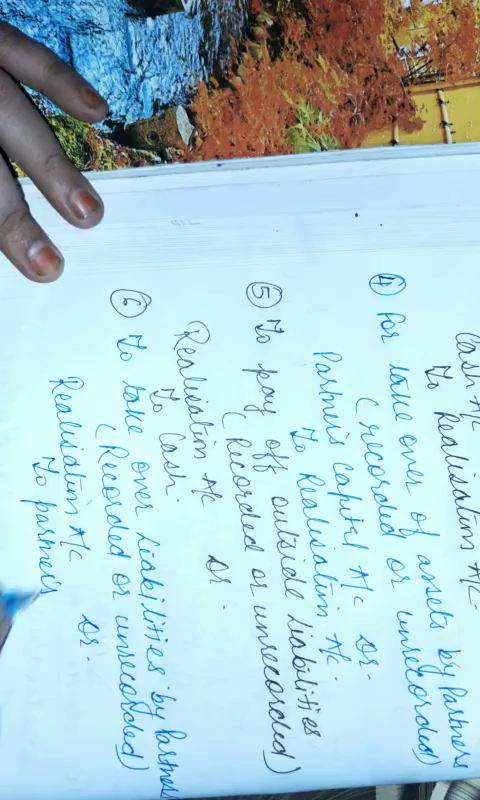 Cash A/c
To Realisation A/c.
④ For take over of assets by Partners
(recorded or unrecorded)
Partners Capital A/c Dr.
To Realisation A/c.
⑤ To pay off outside liabilities
(Recorded or unrecorded)
Realisation A/c Dr.
To Cash.
⑥ To take over liabilities by Partners
(Recorded or unrecorded)
Realisation A/c Dr.
To partners